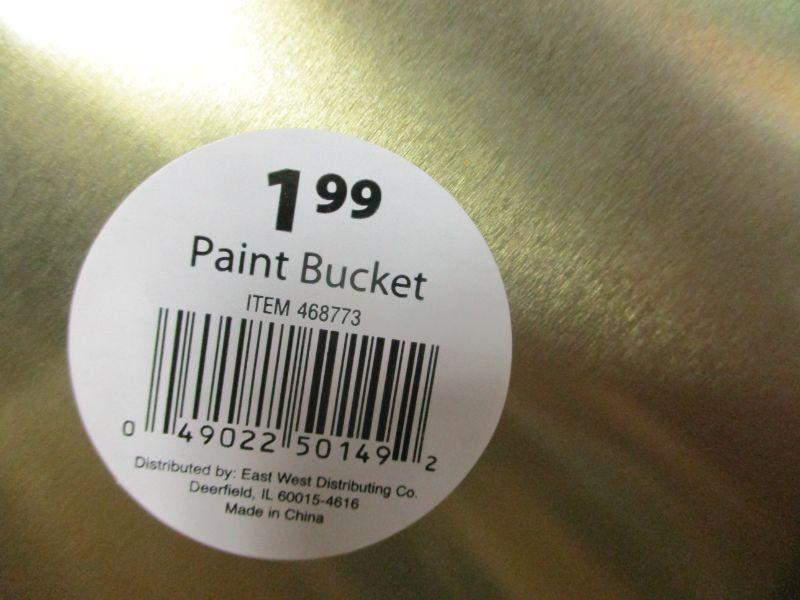 1 99
Paint Bucket
ITEM 468773
0 49022 50149 2
Distributed by: East West Distributing Co.
Deerfield, IL 60015-4616
Made in China